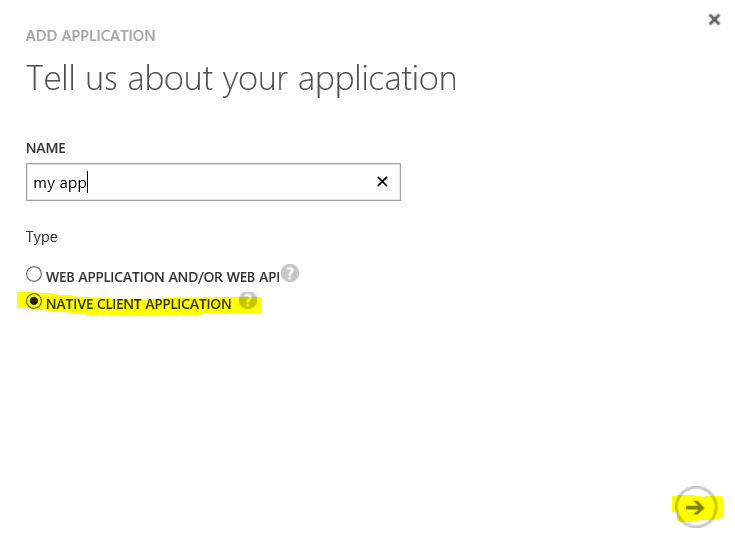 ADD APPLICATION
Tell us about your application
NAME
my app
Type
WEB APPLICATION AND/OR WEB API ?
NATIVE CLIENT APPLICATION ?